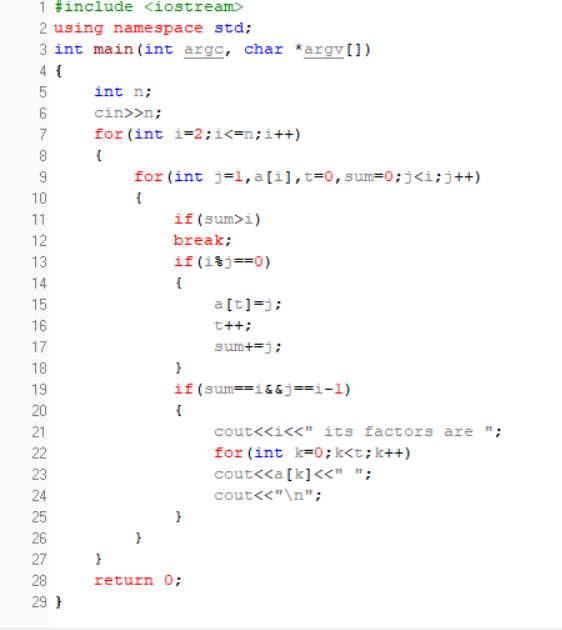 1 #include <iostream>
2 using namespace std;
3 int main(int argc, char *argv[])
4 {
5 int n;
6 cin>>n;
7 for(int i=2;i<=n;i++)
8 {
9 for(int j=1,a[i],t=0,sum=0;j<i;j++)
10 {
11 if(sum>i)
12 break;
13 if(i%j==0)
14 {
15 a[t]=j;
16 t++;
17 sum+=j;
18 }
19 if(sum==i&&j==i-1)
20 {
21 cout<<i<<" its factors are ";
22 for(int k=0;k<t;k++)
23 cout<<a[k]<<" ";
24 cout<<"\n";
25 }
26 }
27 }
28 return 0;
29 }